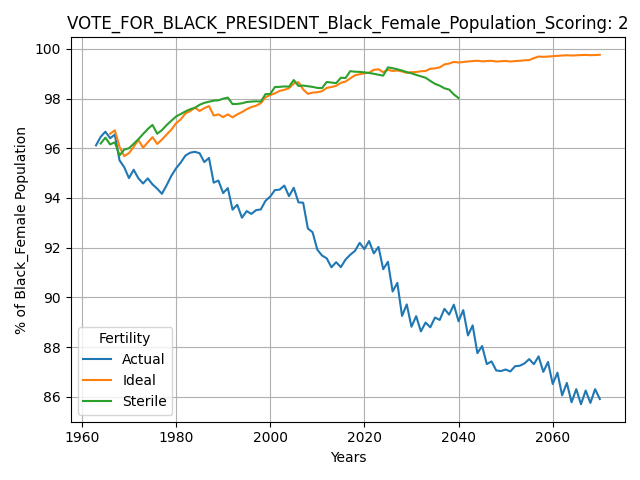 VOTE_FOR_BLACK_PRESIDENT_Black_Female_Population_Scoring: 2
100
98
96
94
92
90
88
86
% of Black_Female Population
Fertility
Actual
Ideal
Sterile
1960 1980 2000 2020 2040 2060
Years